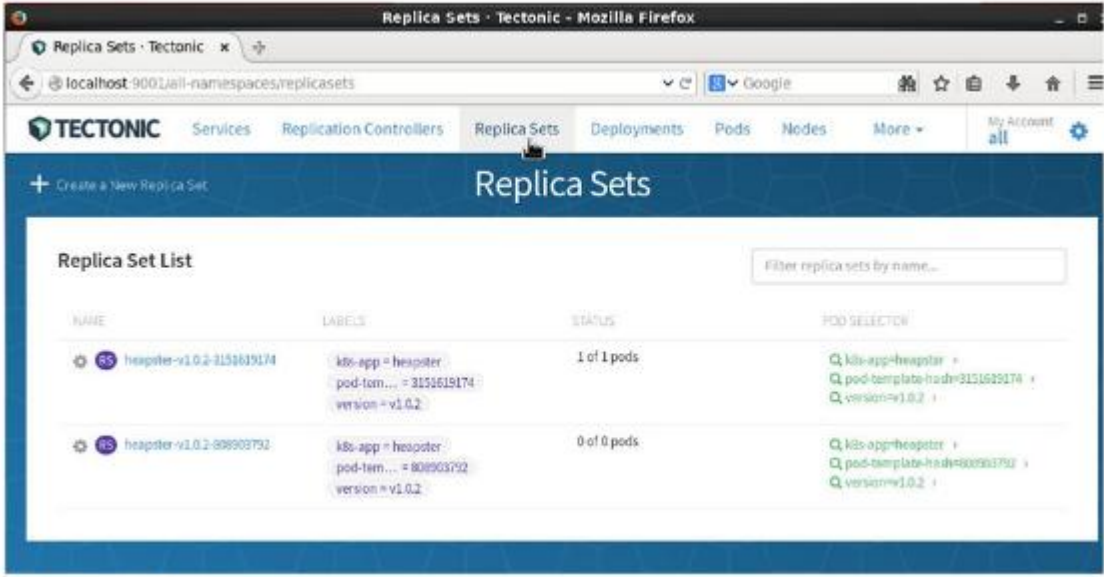 Replica Sets · Tectonic - Mozilla Firefox
Replica Sets · Tectonic
localhost:9001/all-namespaces/replicasets
Google
TECTONIC Services Replication Controllers Replica Sets Deployments Pods Nodes More My Account all
Create a New Replica Set
Replica Sets
Replica Set List
Filter replica sets by name...
NAME LABELS STATUS POD SELECTOR
RS heapster-v1.0.2-3151619174 k8s-app = heapster 1 of 1 pods k8s-app=heapster
pod-tem... = 3151619174 pod-template-hash=3151619174
version = v1.0.2 version=v1.0.2
RS heapster-v1.0.2-808903792 k8s-app = heapster 0 of 0 pods k8s-app=heapster
pod-tem... = 808903792 pod-template-hash=808903792
version = v1.0.2 version=v1.0.2